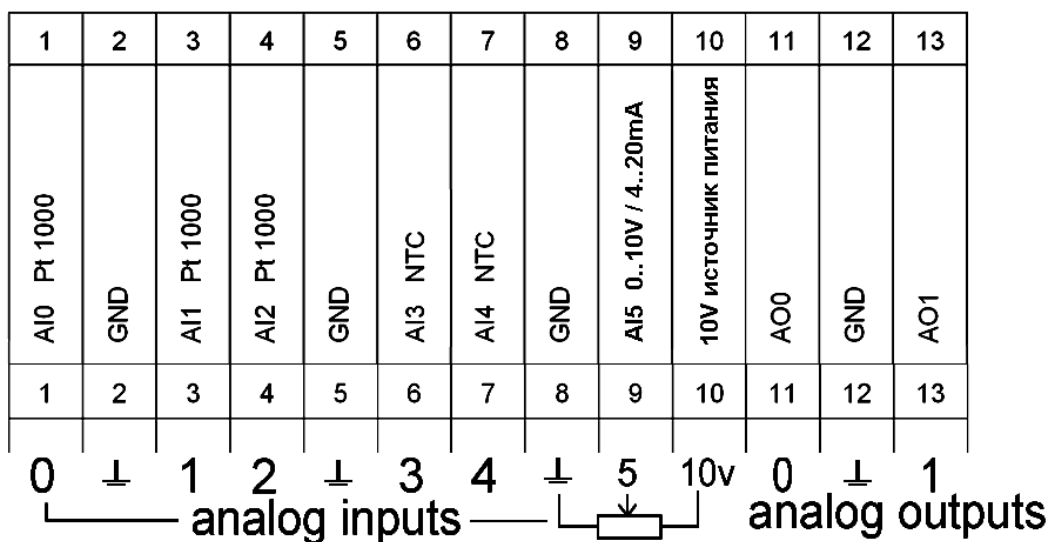 1 2 3 4 5 6 7 8 9 10 11 12 13
AI0 Pt 1000
GND
AI1 Pt 1000
AI2 Pt 1000
GND
AI3 NTC
AI4 NTC
GND
AI5 0..10V / 4..20mA
10V источник питания
AO0
GND
AO1
1 2 3 4 5 6 7 8 9 10 11 12 13
0 1 2 3 4 5 10v 0 1
analog inputs analog outputs